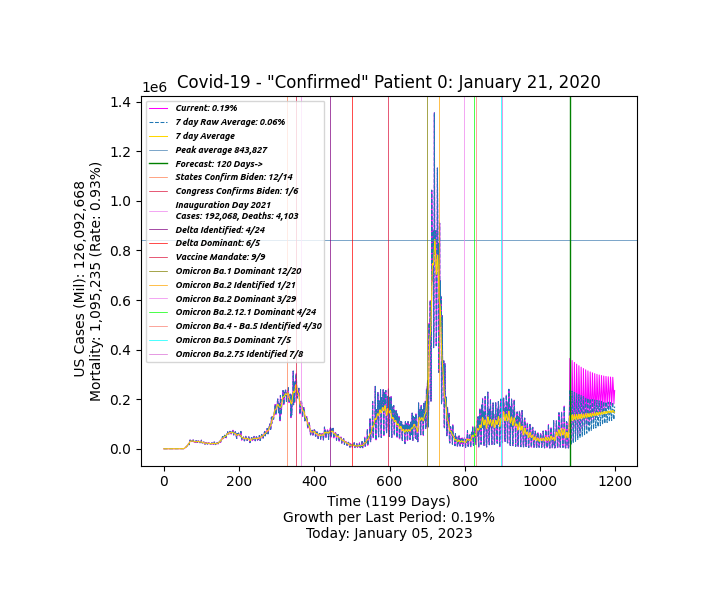 Covid-19 - "Confirmed" Patient 0: January 21, 2020
1e6
1.4
1.2
1.0
0.8
0.6
0.4
0.2
0.0
US Cases (Mil): 126,092,668
Mortality: 1,095,235 (Rate: 0.93%)
Current: 0.19%
7 day Raw Average: 0.06%
7 day Average
Peak average 843,827
Forecast: 120 Days->
States Confirm Biden: 12/14
Congress Confirms Biden: 1/6
Inauguration Day 2021
Cases: 192,068, Deaths: 4,103
Delta Identified: 4/24
Delta Dominant: 6/5
Vaccine Mandate: 9/9
Omicron Ba.1 Dominant 12/20
Omicron Ba.2 Identified 1/21
Omicron Ba.2 Dominant 3/29
Omicron Ba.2.12.1 Dominant 4/24
Omicron Ba.4 - Ba.5 Identified 4/30
Omicron Ba.5 Dominant 7/5
Omicron Ba.2.75 Identified 7/8
0 200 400 600 800 1000 1200
Time (1199 Days)
Growth per Last Period: 0.19%
Today: January 05, 2023